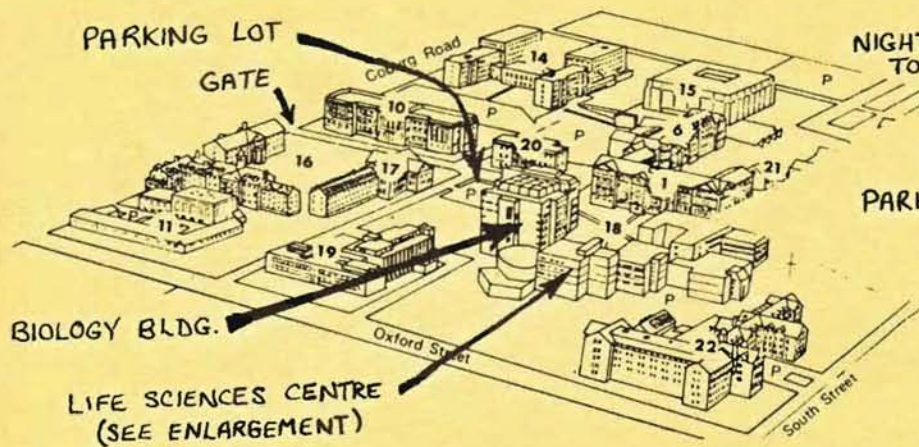 PARKING LOT
GATE
Coburg Road
NIGHT
TO
PARK
14
15
10
6
P
P
P
P
20
16
17
1
21
P
11
18
19
P
BIOLOGY BLDG.
Oxford Street
22
P
LIFE SCIENCES CENTRE
(SEE ENLARGEMENT)
South Street